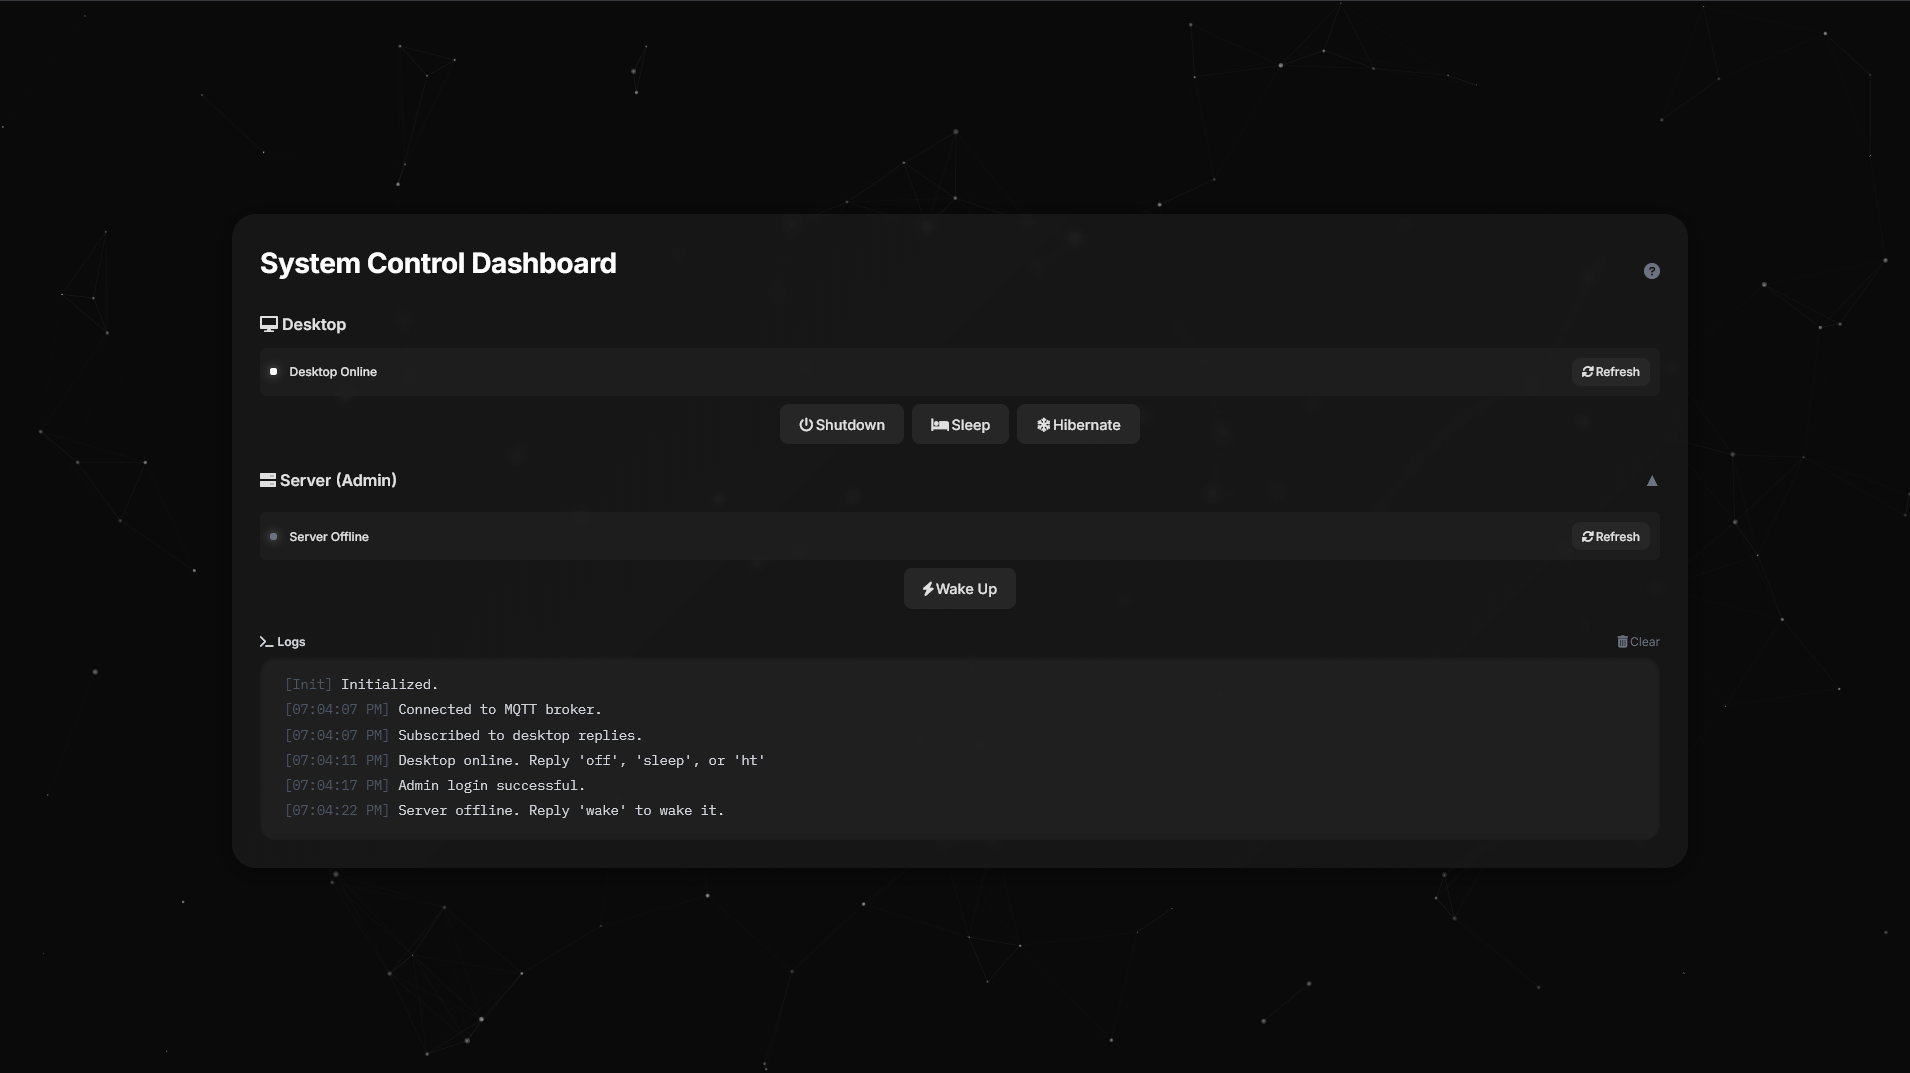 System Control Dashboard
?
Desktop
Desktop Online
Refresh
Shutdown
Sleep
Hibernate
Server (Admin)
Server Offline
Refresh
Wake Up
Logs
Clear
[Init] Initialized.
[07:04:07 PM] Connected to MQTT broker.
[07:04:07 PM] Subscribed to desktop replies.
[07:04:11 PM] Desktop online. Reply 'off', 'sleep', or 'ht'
[07:04:17 PM] Admin login successful.
[07:04:22 PM] Server offline. Reply 'wake' to wake it.